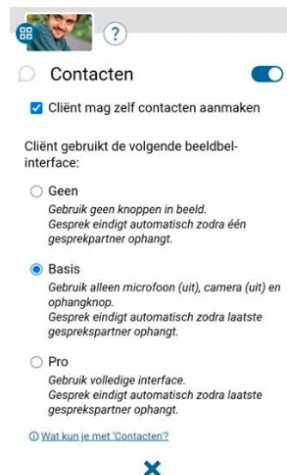 ?
Contacten
Cliënt mag zelf contacten aanmaken
Cliënt gebruikt de volgende beeldbel-
interface:
Geen
Gebruik geen knoppen in beeld.
Gesprek eindigt automatisch zodra één
gesprekpartner ophangt.
Basis
Gebruik alleen microfoon (uit), camera (uit) en
ophangknop.
Gesprek eindigt automatisch zodra laatste
gesprekspartner ophangt.
Pro
Gebruik volledige interface.
Gesprek eindigt automatisch zodra laatste
gesprekspartner ophangt.
Wat kun je met 'Contacten'?